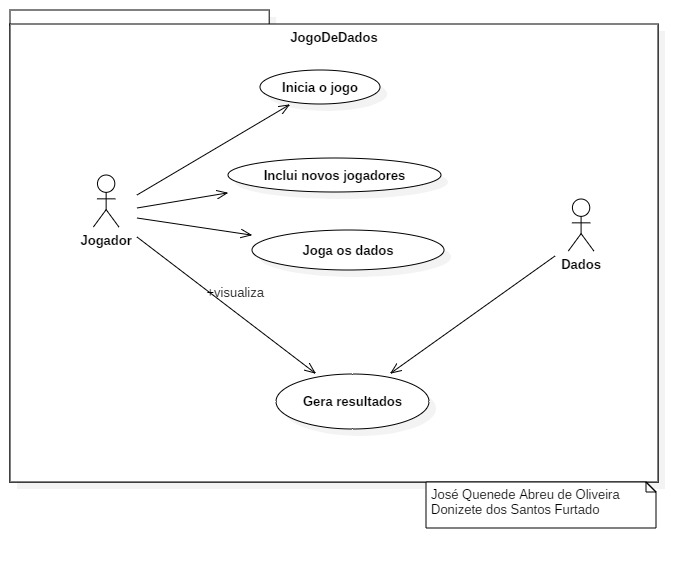 JogoDeDados
Inicia o jogo
Inclui novos jogadores
Jogador
Joga os dados
Dados
+visualiza
Gera resultados
José Quenede Abreu de Oliveira
Donizete dos Santos Furtado